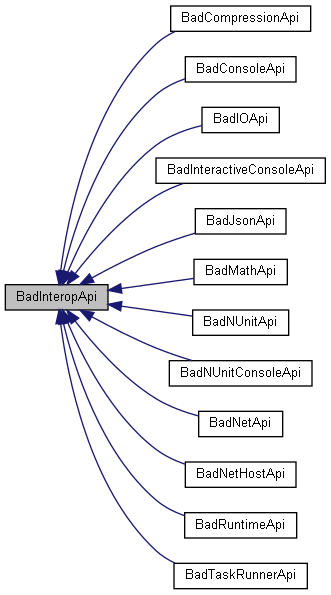 BadCompressionApi
BadConsoleApi
BadIOApi
BadInteractiveConsoleApi
BadJsonApi
BadMathApi
BadInteropApi
BadNUnitApi
BadNUnitConsoleApi
BadNetApi
BadNetHostApi
BadRuntimeApi
BadTaskRunnerApi